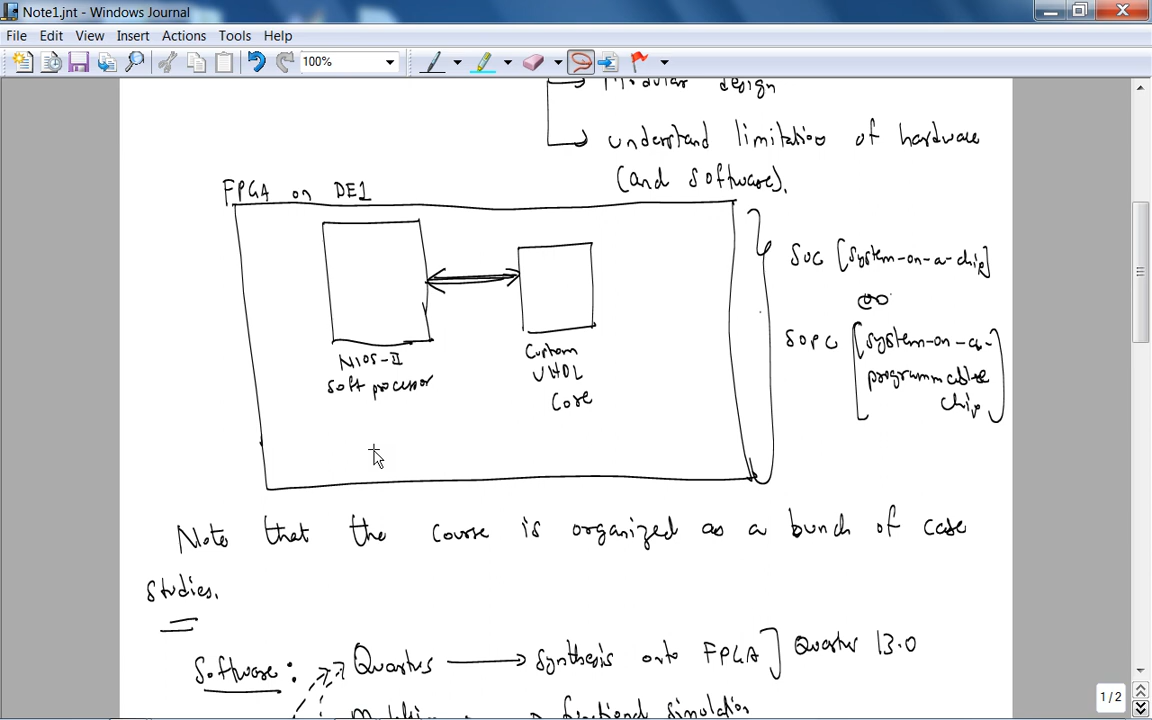 Note1.jnt - Windows Journal
File Edit View Insert Actions Tools Help
100%
Modular design
understand limitation of hardware
(and software).
FPGA on DE1
SOC [system-on-a-chip]
or
SOPC [system-on-a-
programmable
chip]
NIOS-II
Soft processor
Custom
VHDL
Core
Note that the course is organized as a bunch of case
studies.
Software: Quartus → synthesis onto FPGA] Quartus 13.0
functional simulation
1 / 2